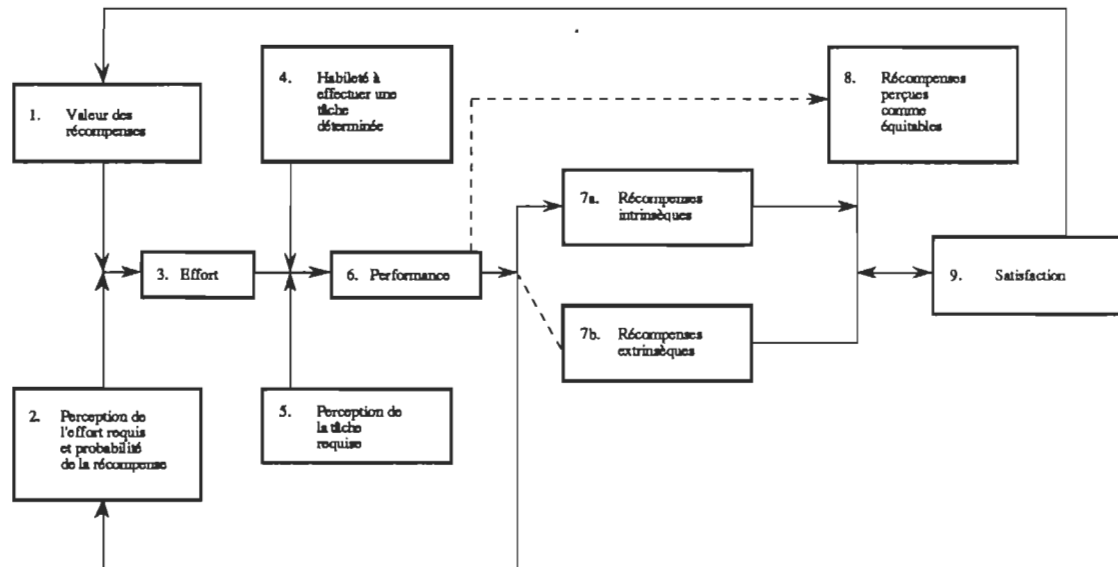 1. Valeur des
récompenses
2. Perception de
l'effort requis
et probabilité
de la récompense
3. Effort
4. Habileté à
effectuer une
tâche
déterminée
5. Perception de
la tâche
requise
6. Performance
7a. Récompenses
intrinsèques
7b. Récompenses
extrinsèques
8. Récompenses
perçues
comme
équitables
9. Satisfaction